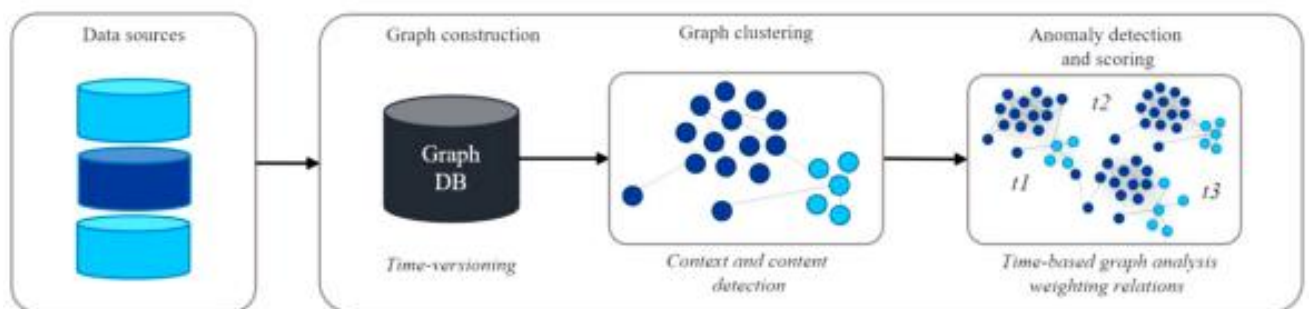 Data sources
Graph construction
Graph clustering
Anomaly detection
and scoring
Graph
DB
t2
t1
t3
Time-versioning
Context and content
detection
Time-based graph analysis
weighting relations